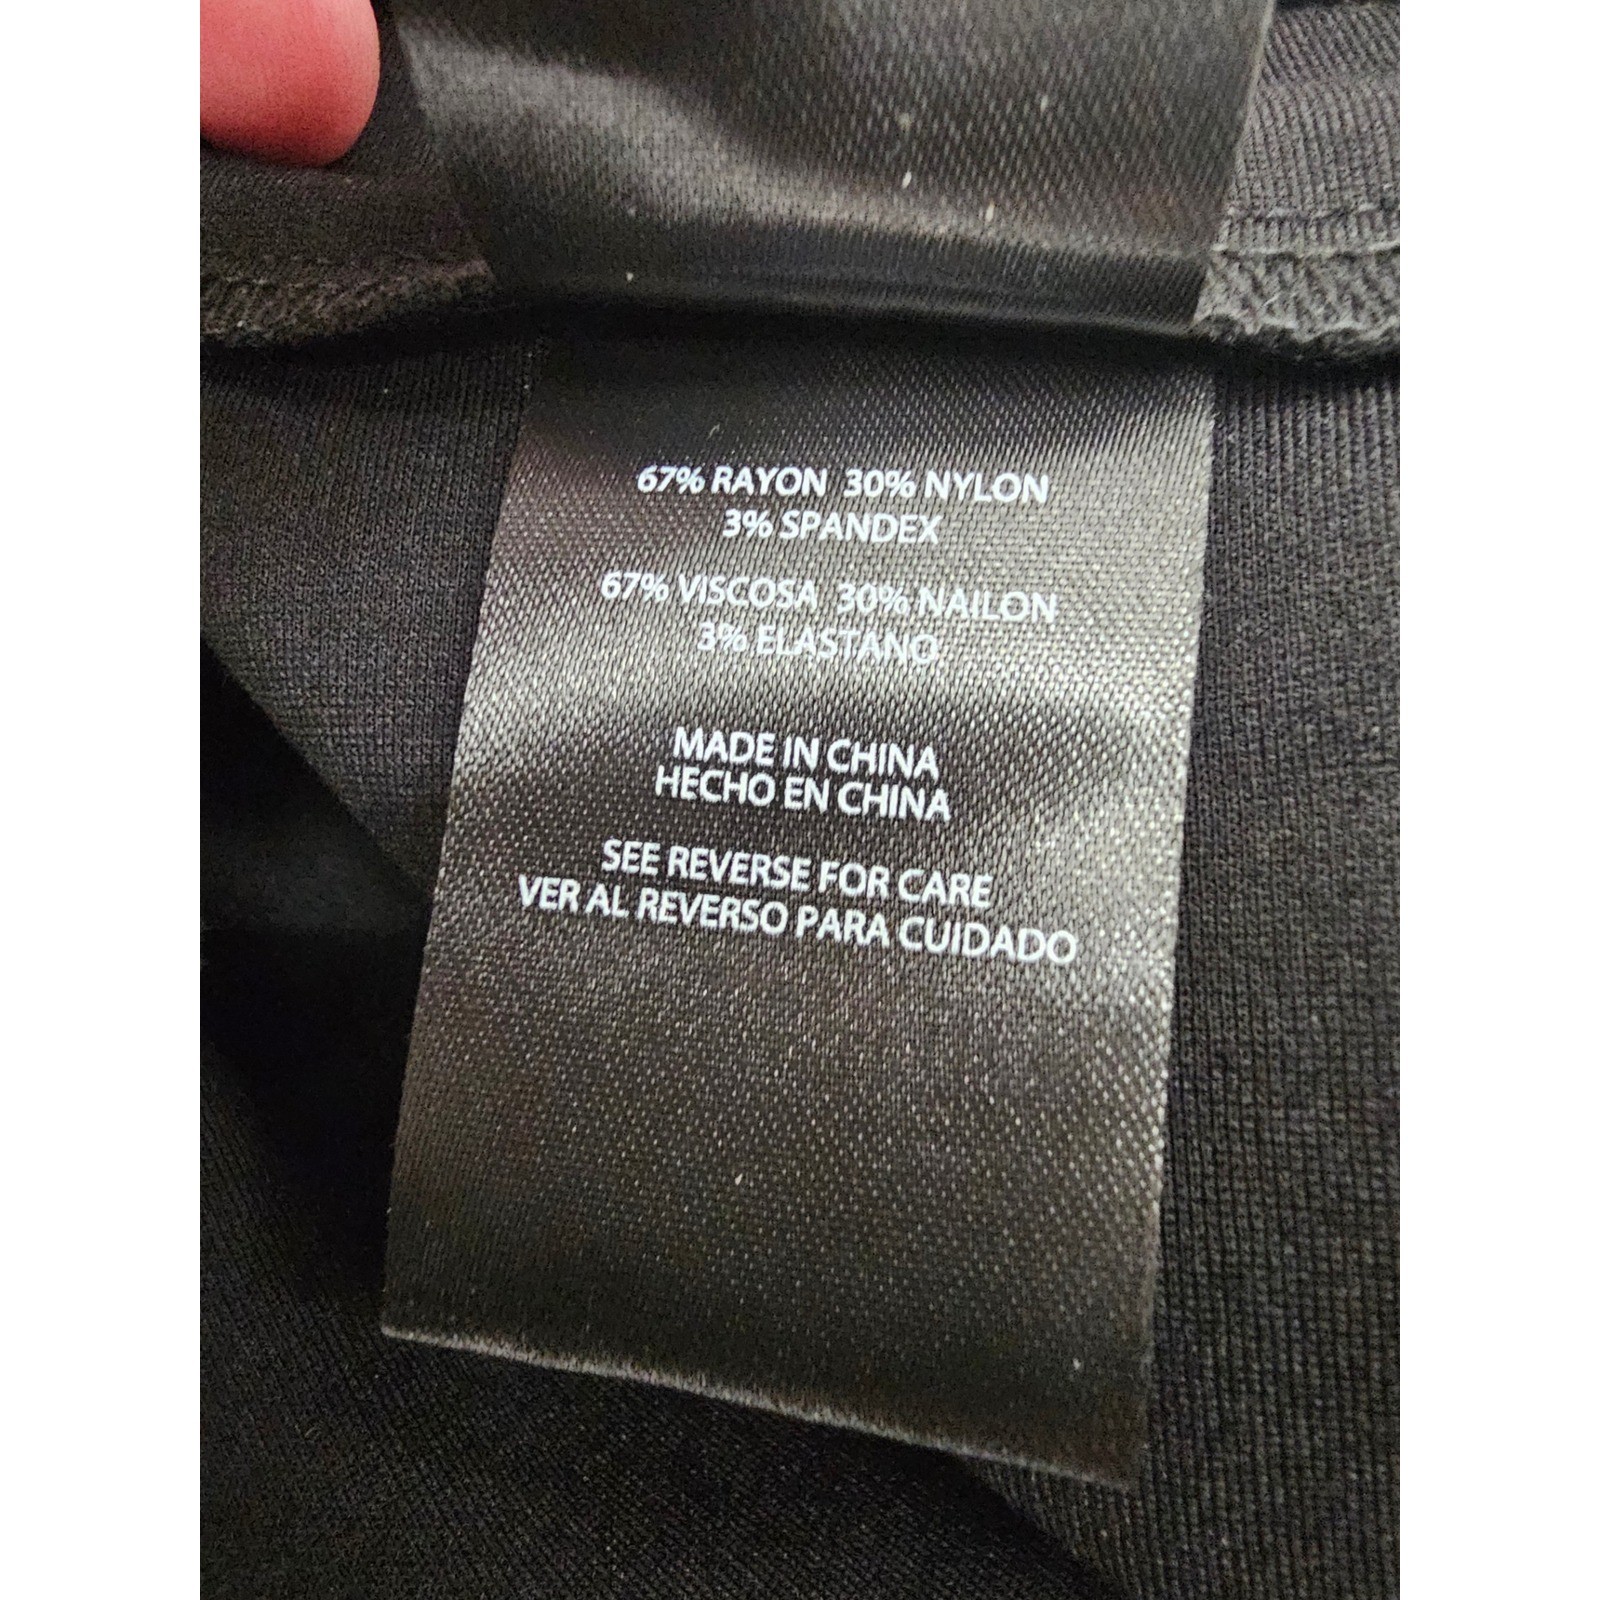 67% RAYON 30% NYLON
3% SPANDEX
67% VISCOSA 30% NAILON
3% ELASTANO
MADE IN CHINA
HECHO EN CHINA
SEE REVERSE FOR CARE
VER AL REVERSO PARA CUIDADO